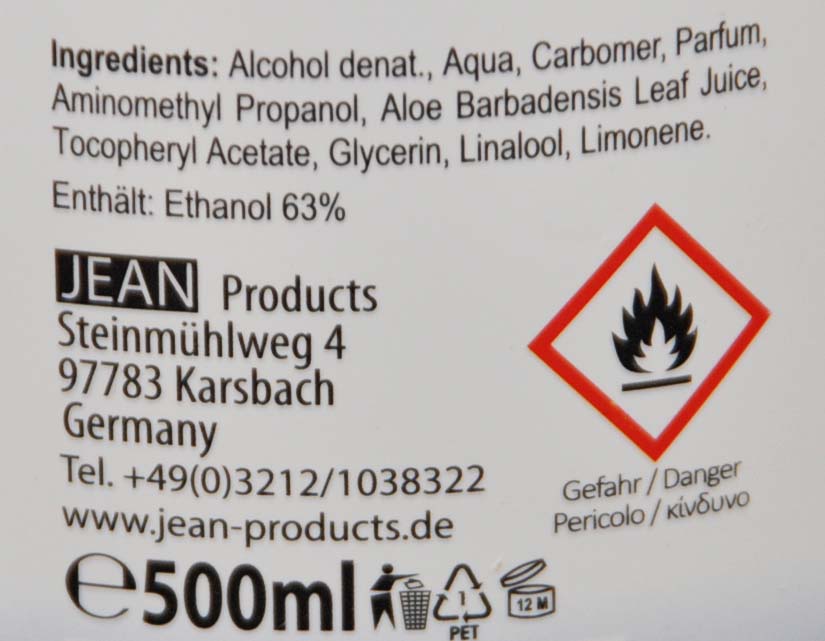 Ingredients: Alcohol denat., Aqua, Carbomer, Parfum,
Aminomethyl Propanol, Aloe Barbadensis Leaf Juice,
Tocopheryl Acetate, Glycerin, Linalool, Limonene.
Enthält: Ethanol 63%
JEAN Products
Steinmühlweg 4
97783 Karsbach
Germany
Tel. +49(0)3212/1038322
www.jean-products.de
Gefahr / Danger
Pericolo / κίνδυνο
℮500ml
1
PET
12 M